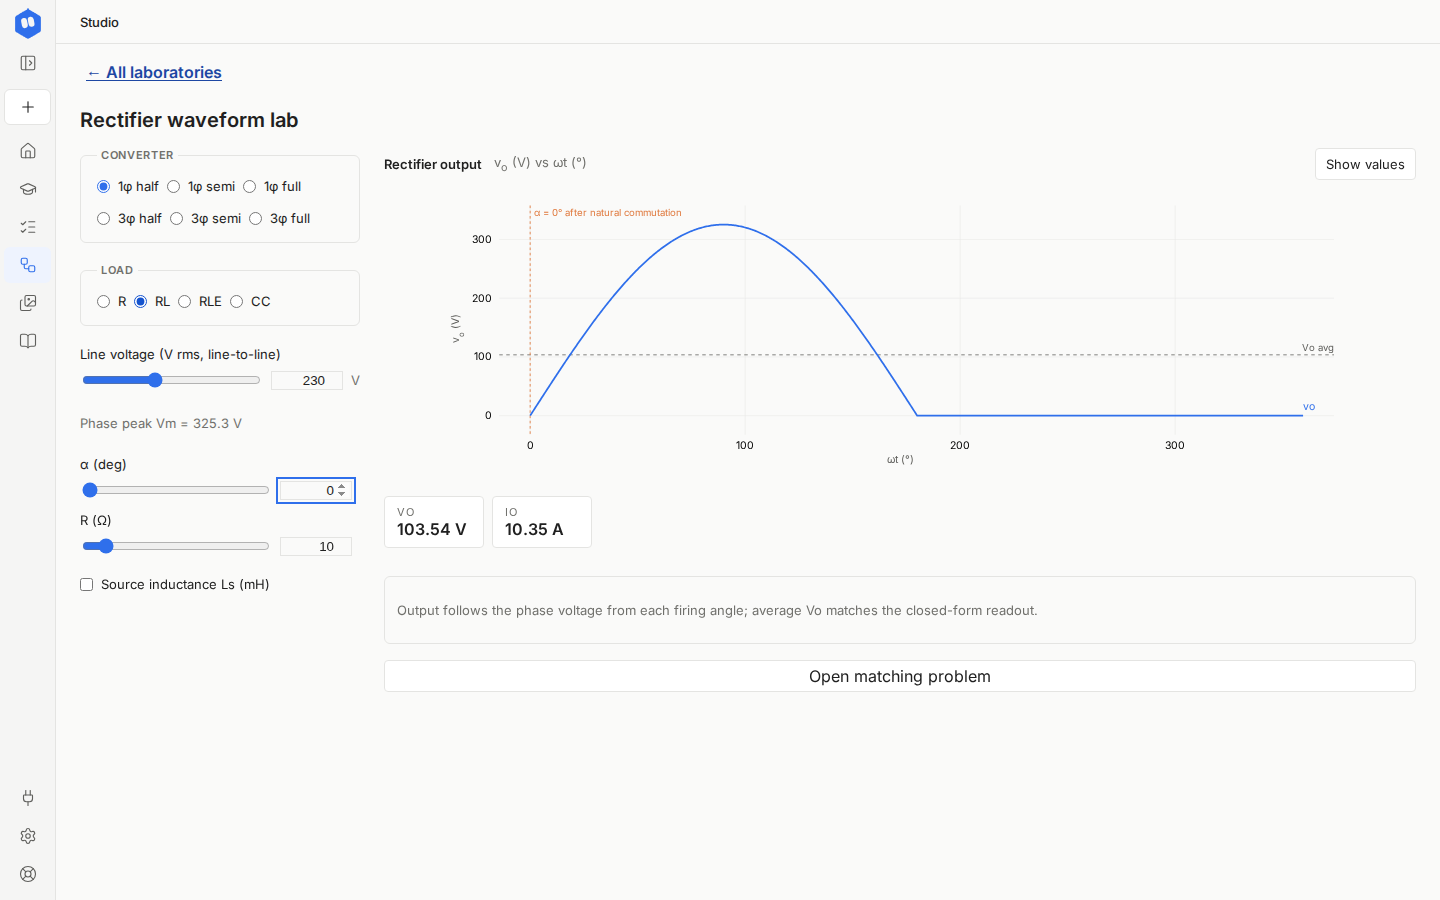 Studio
← All laboratories
Rectifier waveform lab
CONVERTER
1φ half 1φ semi 1φ full
3φ half 3φ semi 3φ full
LOAD
R RL RLE CC
Line voltage (V rms, line-to-line)
230 V
Phase peak Vm = 325.3 V
α (deg)
0
R (Ω)
10
Source inductance Ls (mH)
Rectifier output vo (V) vs ωt (°)
Show values
α = 0° after natural commutation
300
200
100
0
vo (V)
Vo avg
vo
0 100 200 300
ωt (°)
VO
103.54 V
IO
10.35 A
Output follows the phase voltage from each firing angle; average Vo matches the closed-form readout.
Open matching problem